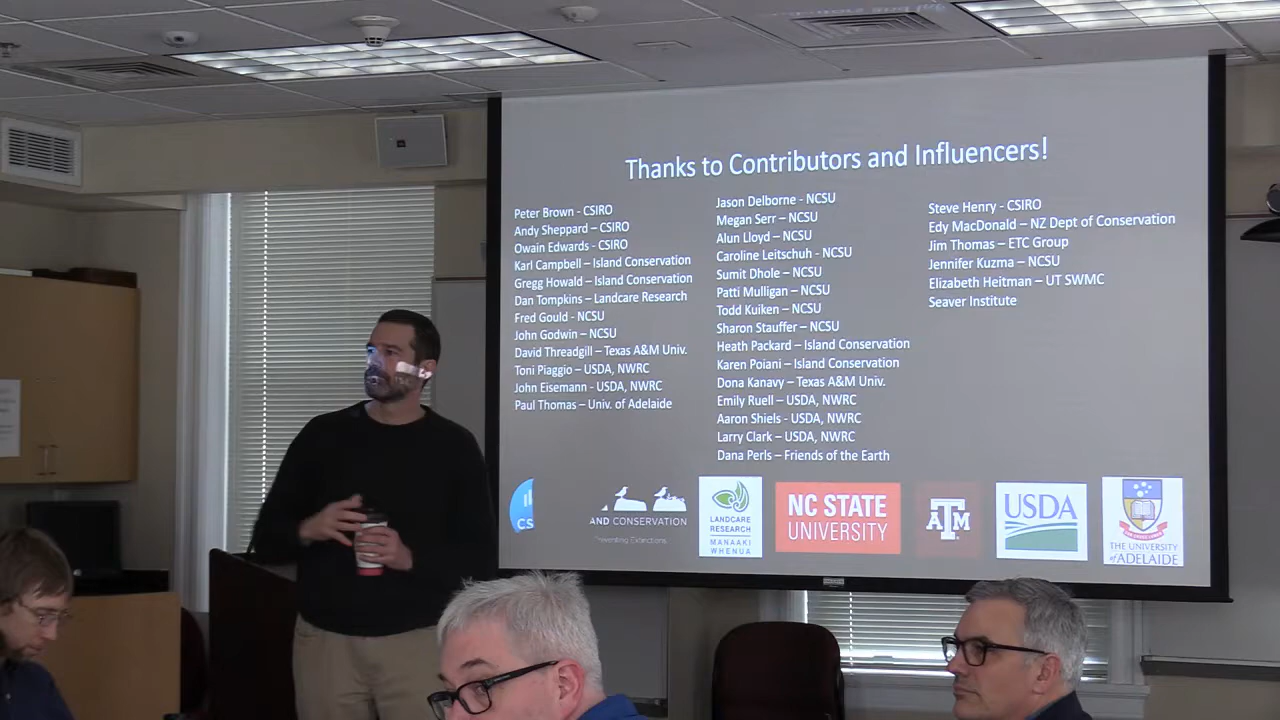 Thanks to Contributors and Influencers!
Peter Brown - CSIRO
Andy Sheppard – CSIRO
Owain Edwards - CSIRO
Karl Campbell – Island Conservation
Gregg Howald – Island Conservation
Dan Tompkins – Landcare Research
Fred Gould - NCSU
John Godwin – NCSU
David Threadgill – Texas A&M Univ.
Toni Piaggio – USDA, NWRC
John Eisemann - USDA, NWRC
Paul Thomas – Univ. of Adelaide
Jason Delborne - NCSU
Megan Serr – NCSU
Alun Lloyd – NCSU
Caroline Leitschuh - NCSU
Sumit Dhole – NCSU
Patti Mulligan – NCSU
Todd Kuiken – NCSU
Sharon Stauffer – NCSU
Heath Packard – Island Conservation
Karen Poiani – Island Conservation
Dona Kanavy – Texas A&M Univ.
Emily Ruell – USDA, NWRC
Aaron Shiels - USDA, NWRC
Larry Clark – USDA, NWRC
Dana Perls – Friends of the Earth
Steve Henry - CSIRO
Edy MacDonald – NZ Dept of Conservation
Jim Thomas – ETC Group
Jennifer Kuzma – NCSU
Elizabeth Heitman – UT SWMC
Seaver Institute
CS
AND CONSERVATION
Preventing Extinctions
LANDCARE
RESEARCH
MANAAKI
WHENUA
NC STATE
UNIVERSITY
A&M
USDA
THE UNIVERSITY
of ADELAIDE